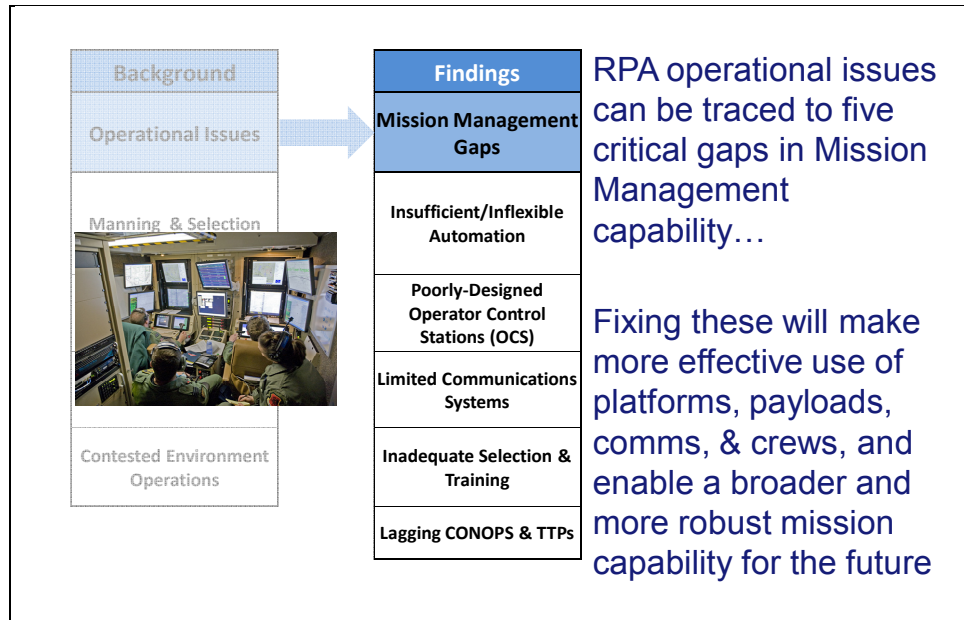 Background
Operational Issues
Manning & Selection
Contested Environment
Operations
Findings
Mission Management
Gaps
Insufficient/Inflexible
Automation
Poorly-Designed
Operator Control
Stations (OCS)
Limited Communications
Systems
Inadequate Selection &
Training
Lagging CONOPS & TTPs
RPA operational issues
can be traced to five
critical gaps in Mission
Management
capability…
Fixing these will make
more effective use of
platforms, payloads,
comms, & crews, and
enable a broader and
more robust mission
capability for the future